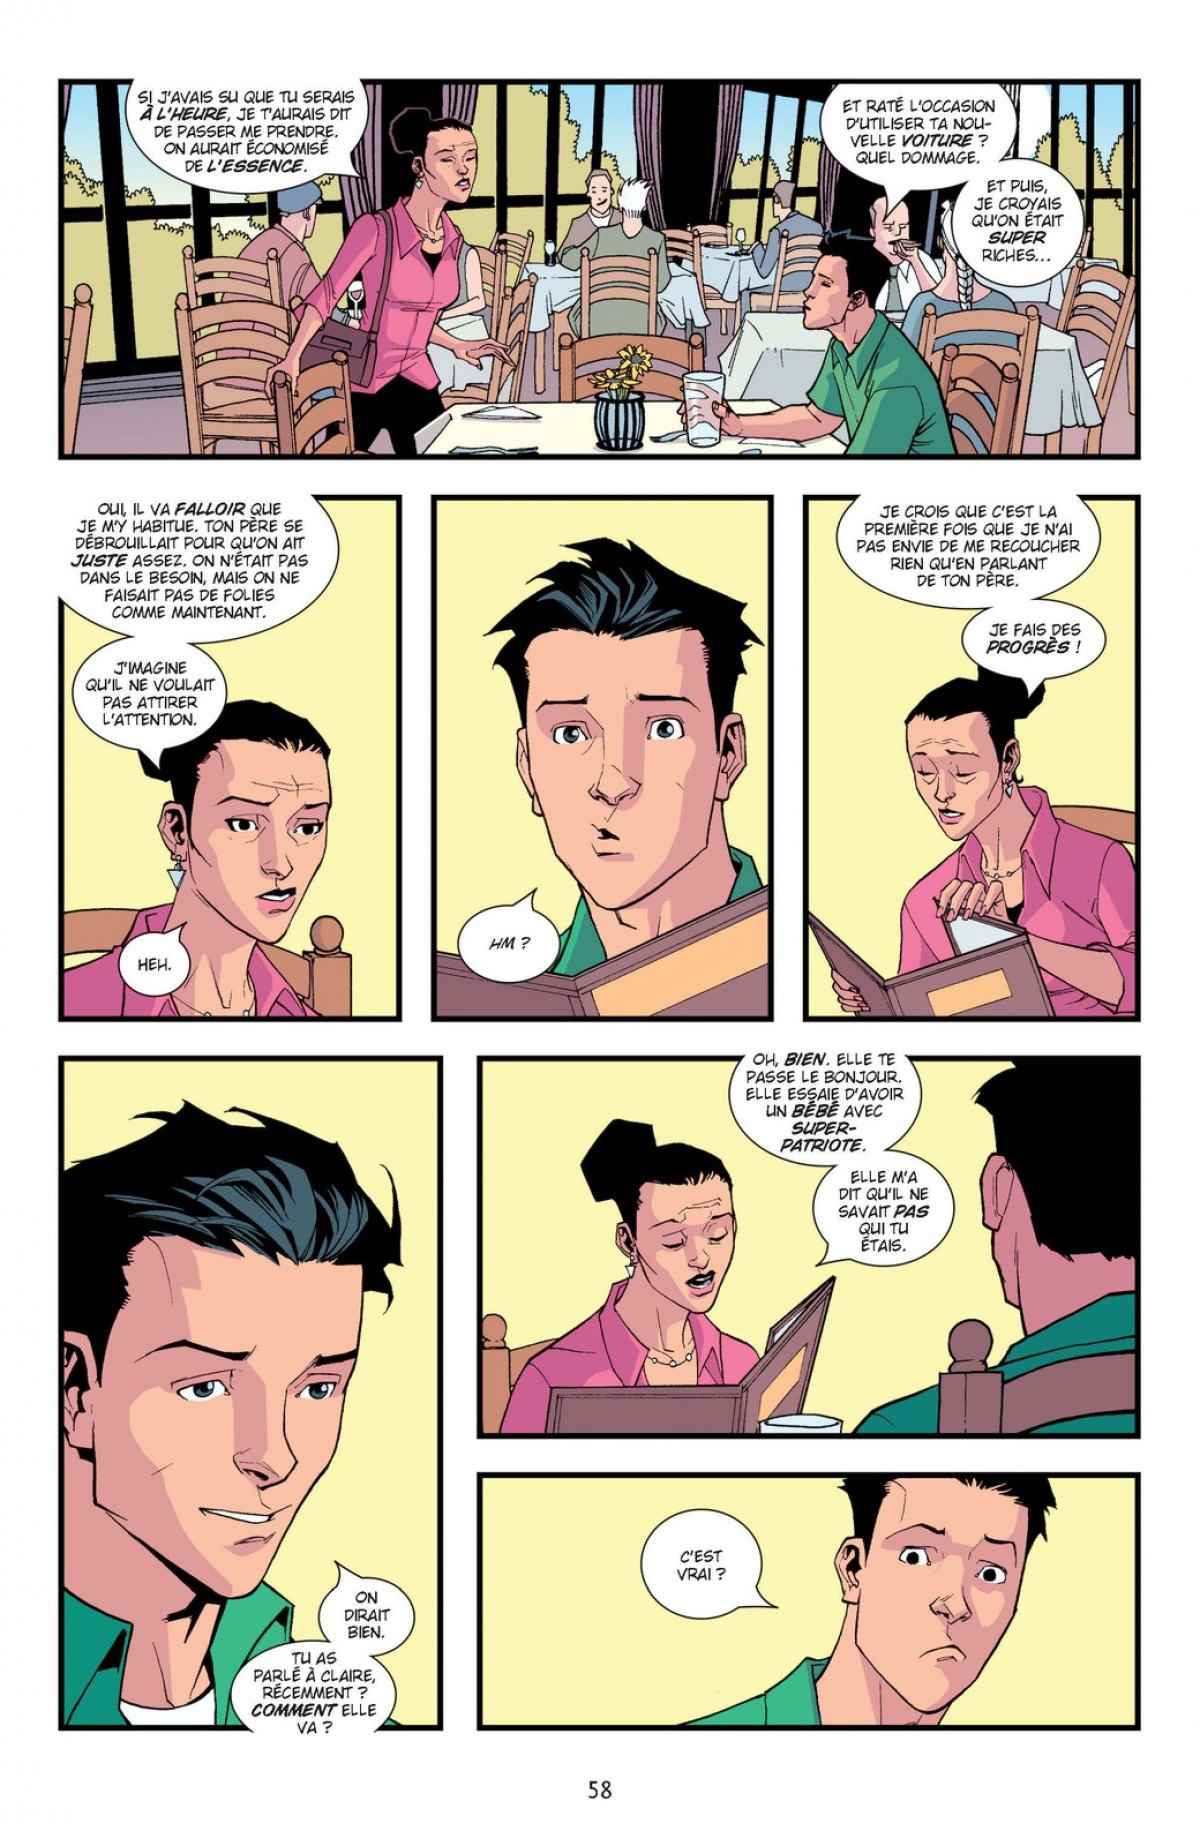 SI J'AVAIS SU QUE TU SERAIS
À L'HEURE, JE T'AURAIS DIT
DE PASSER ME PRENDRE.
ON AURAIT ÉCONOMISÉ
DE L'ESSENCE.
ET RATÉ L'OCCASION
D'UTILISER TA NOU-
VELLE VOITURE ?
QUEL DOMMAGE.
ET PUIS,
JE CROYAIS
QU'ON ÉTAIT
SUPER
RICHES...
OUI, IL VA FALLOIR QUE
JE M'Y HABITUE. TON PÈRE SE
DÉBROUILLAIT POUR QU'ON AIT
JUSTE ASSEZ. ON N'ÉTAIT PAS
DANS LE BESOIN, MAIS ON NE
FAISAIT PAS DE FOLIES
COMME MAINTENANT.
J'IMAGINE
QU'IL NE VOULAIT
PAS ATTIRER
L'ATTENTION.
HEH.
HM ?
JE CROIS QUE C'EST LA
PREMIÈRE FOIS QUE JE N'AI
PAS ENVIE DE ME RECOUCHER
RIEN QU'EN PARLANT
DE TON PÈRE.
JE FAIS DES
PROGRÈS !
ON
DIRAIT
BIEN.
TU AS
PARLÉ À CLAIRE,
RÉCEMMENT ?
COMMENT ELLE
VA ?
OH, BIEN. ELLE TE
PASSE LE BONJOUR.
ELLE ESSAIE D'AVOIR
UN BÉBÉ AVEC
SUPER-
PATRIOTE.
ELLE M'A
DIT QU'IL NE
SAVAIT PAS
QUI TU
ÉTAIS.
C'EST
VRAI ?
58